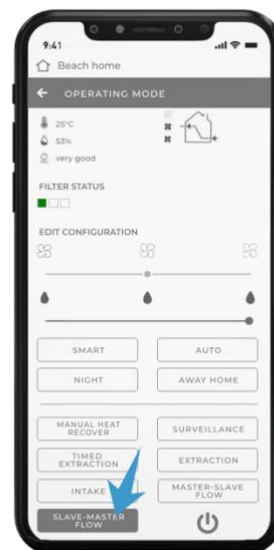 9:41
Beach home
OPERATING MODE
25°C
53%
very good
FILTER STATUS
EDIT CONFIGURATION
SMART
AUTO
NIGHT
AWAY HOME
MANUAL HEAT
RECOVER
SURVEILLANCE
TIMED
EXTRACTION
EXTRACTION
INTAKE
MASTER-SLAVE
FLOW
SLAVE-MASTER
FLOW